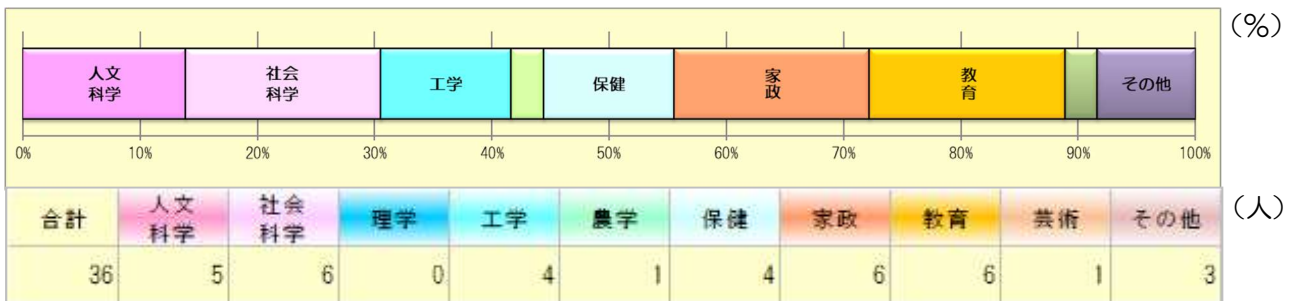 (%)
人文
科学
社会
科学
工学
保健
家
政
教
育
その他
0% 10% 20% 30% 40% 50% 60% 70% 80% 90% 100%
(人)
合計 人文科学 社会科学 理学 工学 農学 保健 家政 教育 芸術 その他
36 5 6 0 4 1 4 6 6 1 3